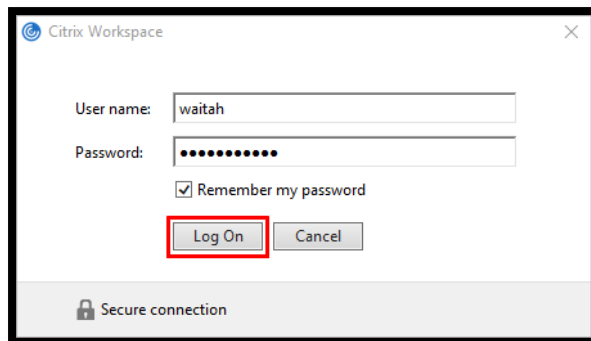 Citrix Workspace
User name: waitah
Password: •••••••••••
Remember my password
Log On Cancel
Secure connection